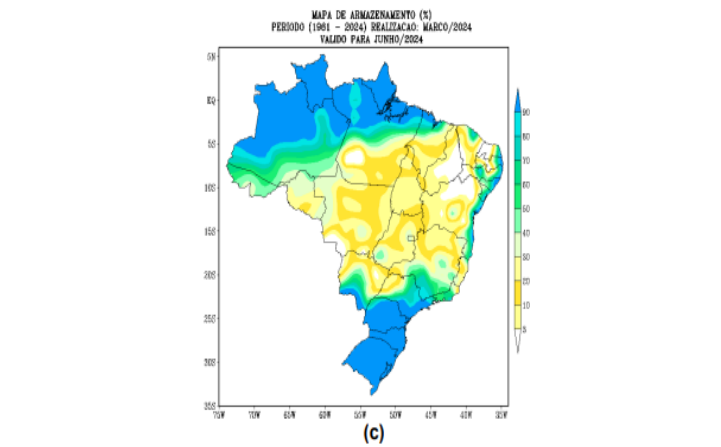 MAPA DE ARMAZENAMENTO (%)
PERIODO (1961 - 2024) REALIZACAO: MARCO/2024
VALIDO PARA JUNHO/2024
5N
EQ
5S
10S
15S
20S
25S
30S
35S
75W 70W 65W 60W 55W 50W 45W 40W 35W
90
80
70
60
50
40
30
20
10
(c)